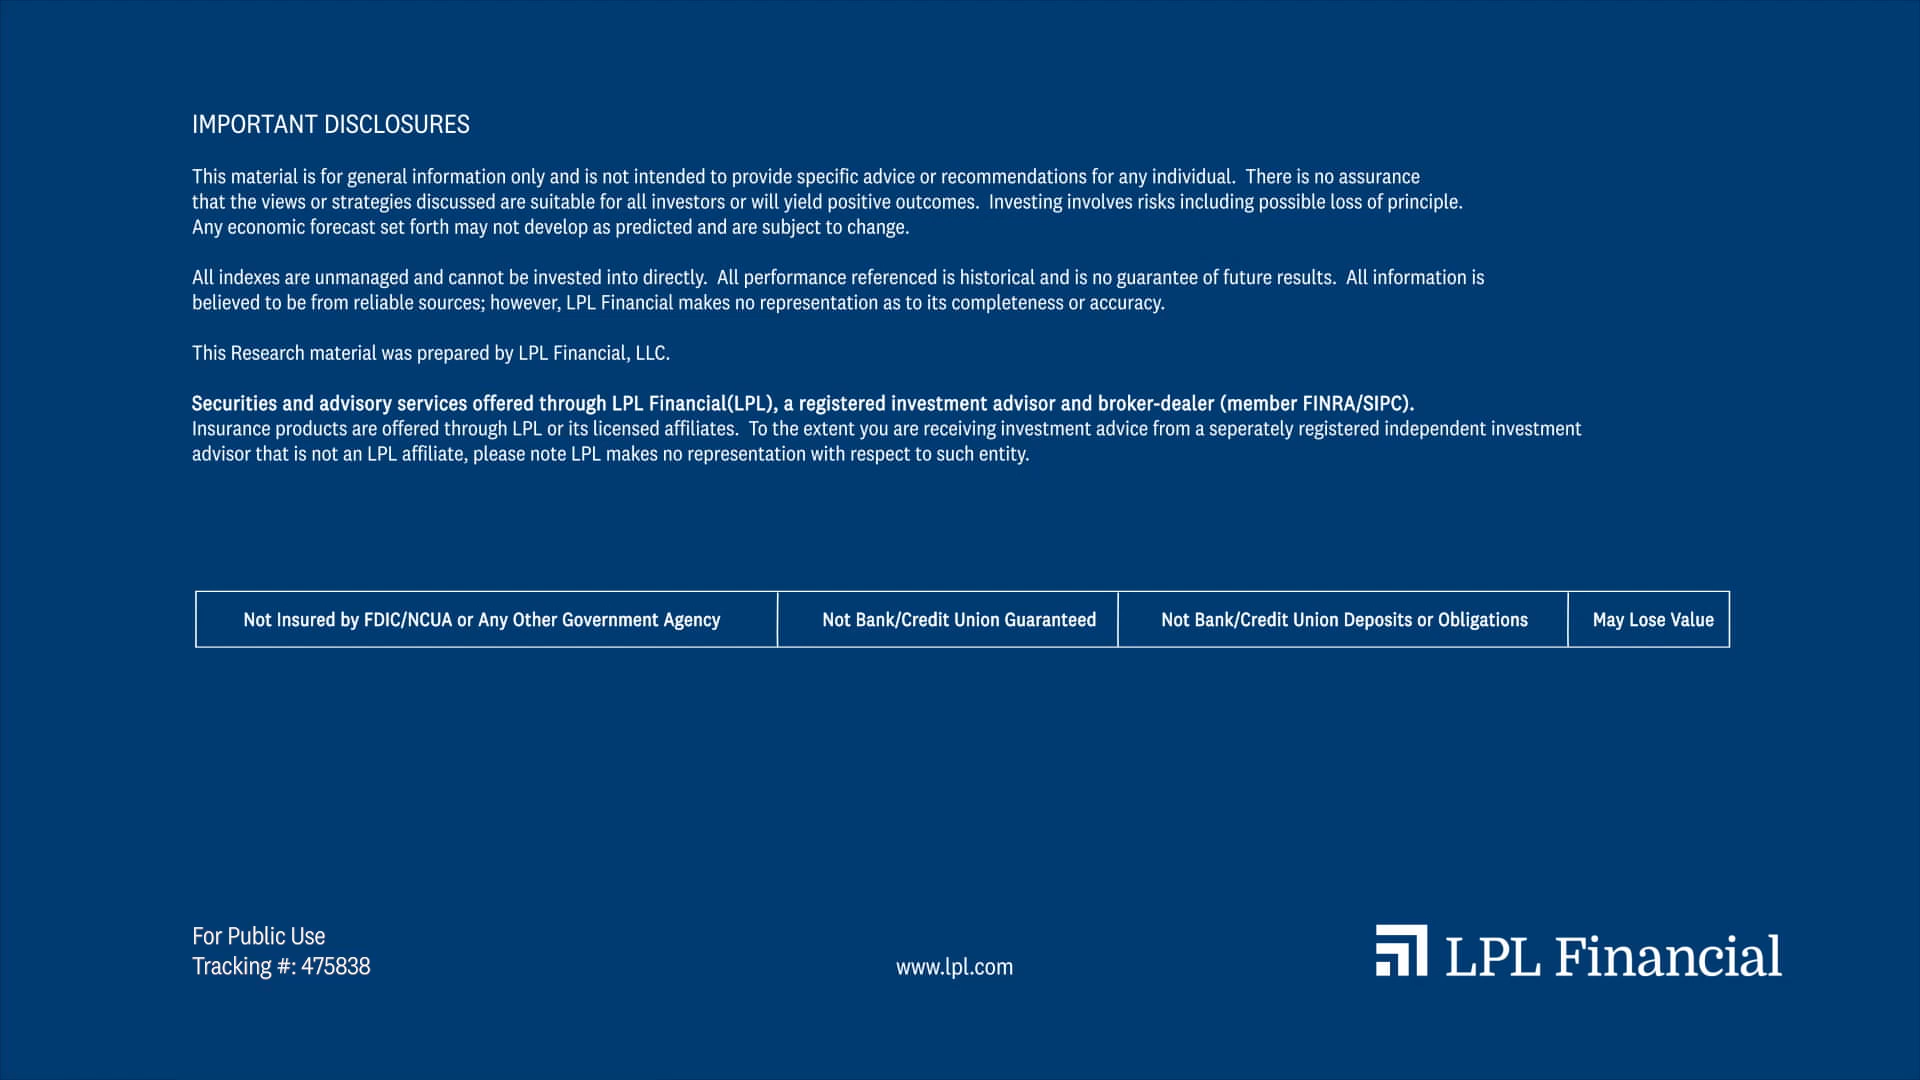 IMPORTANT DISCLOSURES
This material is for general information only and is not intended to provide specific advice or recommendations for any individual.  There is no assurance
that the views or strategies discussed are suitable for all investors or will yield positive outcomes.  Investing involves risks including possible loss of principle.
Any economic forecast set forth may not develop as predicted and are subject to change.
All indexes are unmanaged and cannot be invested into directly.  All performance referenced is historical and is no guarantee of future results.  All information is
believed to be from reliable sources; however, LPL Financial makes no representation as to its completeness or accuracy.
This Research material was prepared by LPL Financial, LLC.
Securities and advisory services offered through LPL Financial(LPL), a registered investment advisor and broker-dealer (member FINRA/SIPC).
Insurance products are offered through LPL or its licensed affiliates.  To the extent you are receiving investment advice from a seperately registered independent investment
advisor that is not an LPL affiliate, please note LPL makes no representation with respect to such entity.
Not Insured by FDIC/NCUA or Any Other Government Agency
Not Bank/Credit Union Guaranteed
Not Bank/Credit Union Deposits or Obligations
May Lose Value
For Public Use
Tracking #: 475838
www.lpl.com
LPL Financial